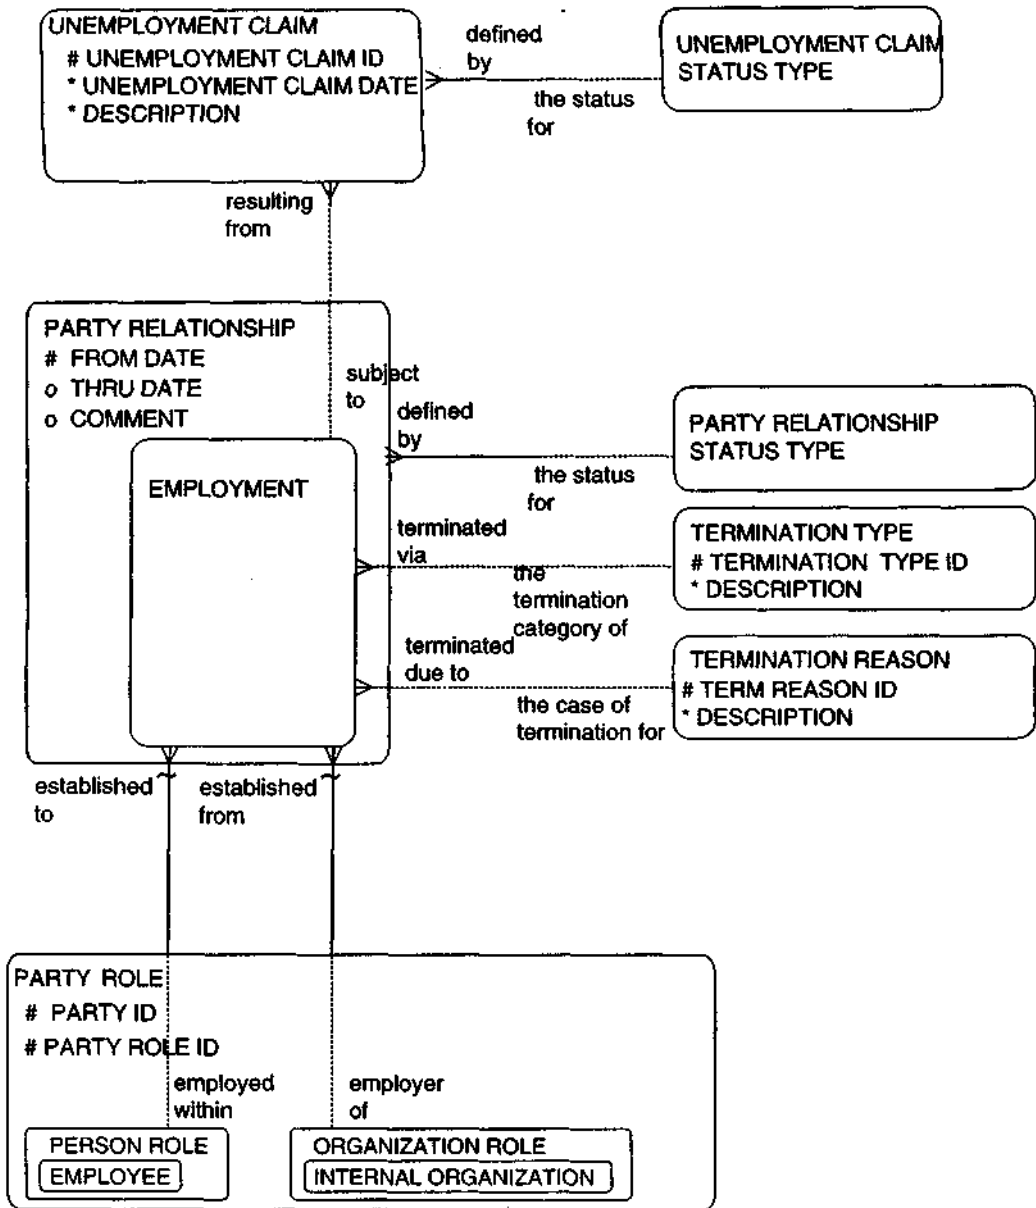 UNEMPLOYMENT CLAIM
# UNEMPLOYMENT CLAIM ID
* UNEMPLOYMENT CLAIM DATE
* DESCRIPTION
defined
by
the status
for
UNEMPLOYMENT CLAIM
STATUS TYPE
resulting
from
PARTY RELATIONSHIP
# FROM DATE
o THRU DATE
o COMMENT
subject
to
defined
by
the status
for
PARTY RELATIONSHIP
STATUS TYPE
EMPLOYMENT
terminated
via
the
termination
category of
TERMINATION TYPE
# TERMINATION TYPE ID
* DESCRIPTION
terminated
due to
the case of
termination for
TERMINATION REASON
# TERM REASON ID
* DESCRIPTION
established
to
established
from
PARTY ROLE
# PARTY ID
# PARTY ROLE ID
employed
within
employer
of
PERSON ROLE
EMPLOYEE
ORGANIZATION ROLE
INTERNAL ORGANIZATION